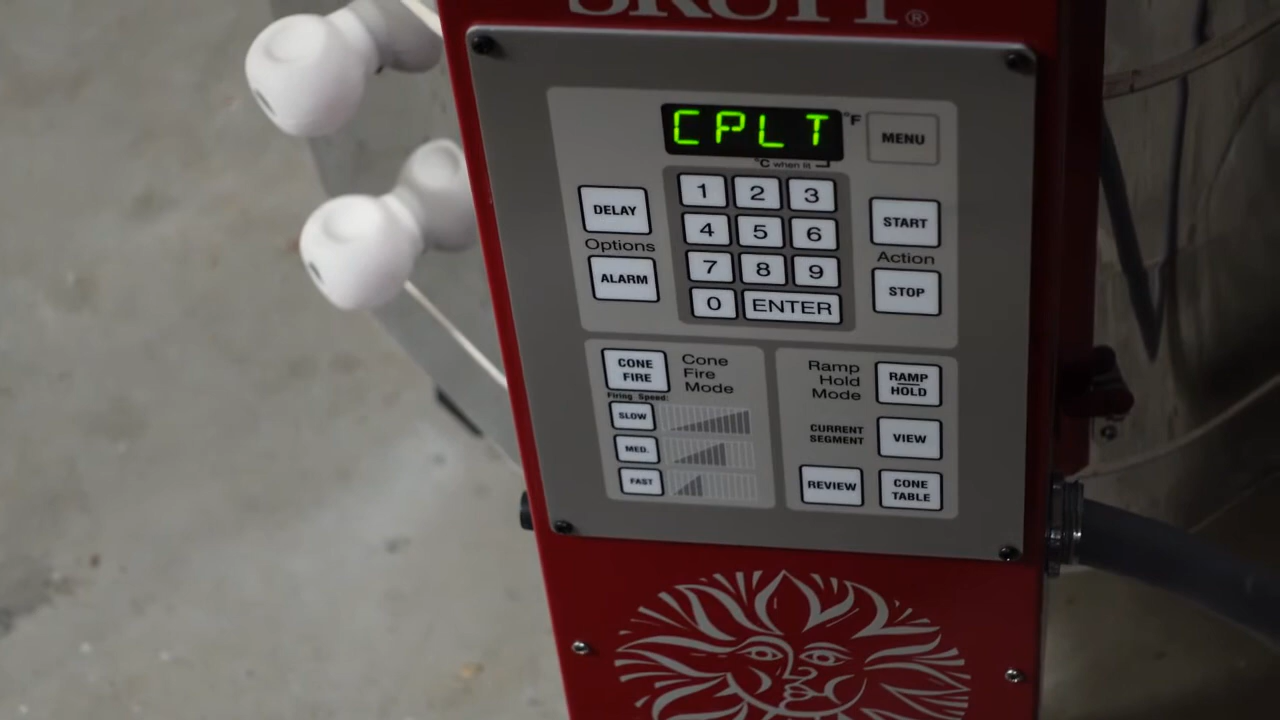 SKUTT®
CPLT °F
°C when lit
MENU
1 2 3
4 5 6
7 8 9
0 ENTER
DELAY
Options
ALARM
START
Action
STOP
CONE
FIRE
Cone
Fire
Mode
Firing Speed:
SLOW
MED.
FAST
Ramp
Hold
Mode
RAMP
HOLD
CURRENT
SEGMENT
VIEW
REVIEW
CONE
TABLE